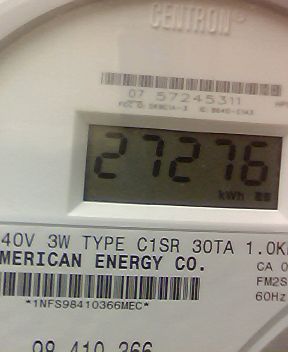 CENTRON®
07 57245311
27276
kWh
40V 3W TYPE C1SR 30TA 1.0K
MERICAN ENERGY CO.
CA 0
FM2S
*1NFS98410366MEC*
60Hz
98 410 366